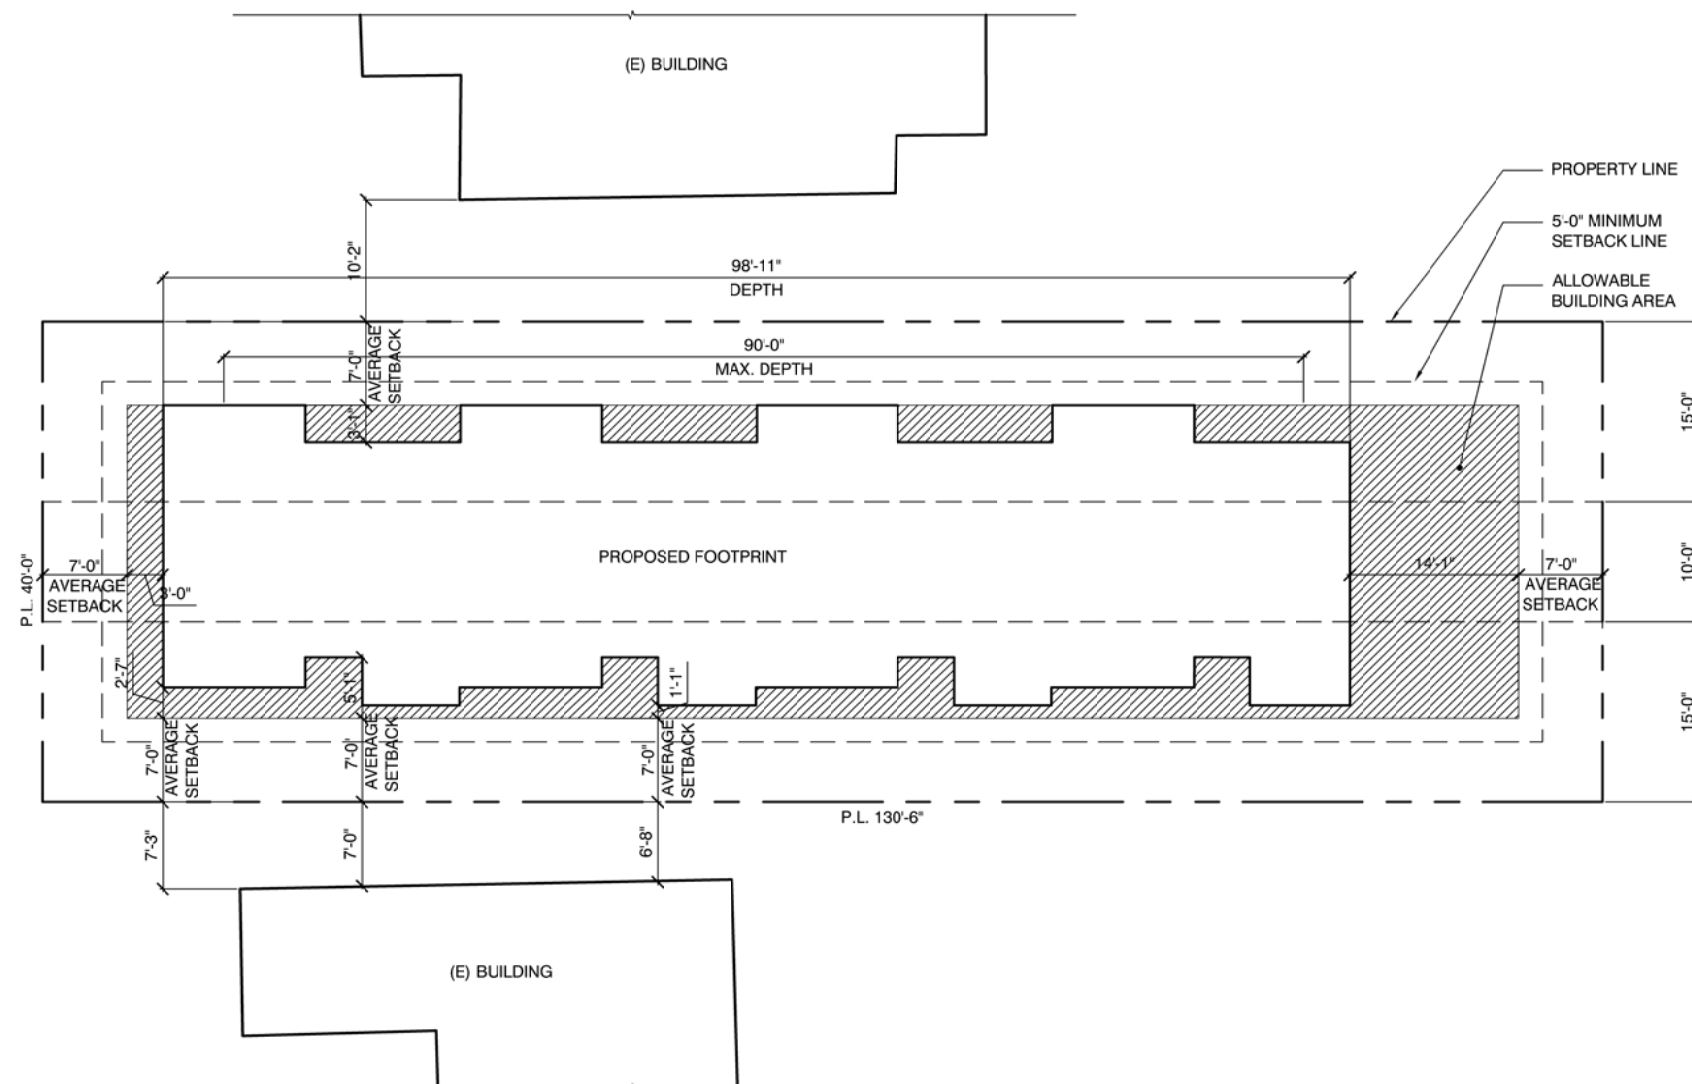 (E) BUILDING
PROPERTY LINE
5'-0" MINIMUM
SETBACK LINE
ALLOWABLE
BUILDING AREA
10'-2"
98'-11"
DEPTH
7'-0"
AVERAGE
SETBACK
90'-0"
MAX. DEPTH
3'-1"
15'-0"
PROPOSED FOOTPRINT
P.L. 40'-0"
7'-0"
AVERAGE
SETBACK
3'-0"
14'-1"
7'-0"
AVERAGE
SETBACK
10'-0"
2'-7"
5'-1"
1'-1"
15'-0"
7'-0"
AVERAGE
SETBACK
7'-0"
AVERAGE
SETBACK
7'-0"
AVERAGE
SETBACK
P.L. 130'-6"
7'-3"
7'-0"
6'-8"
(E) BUILDING